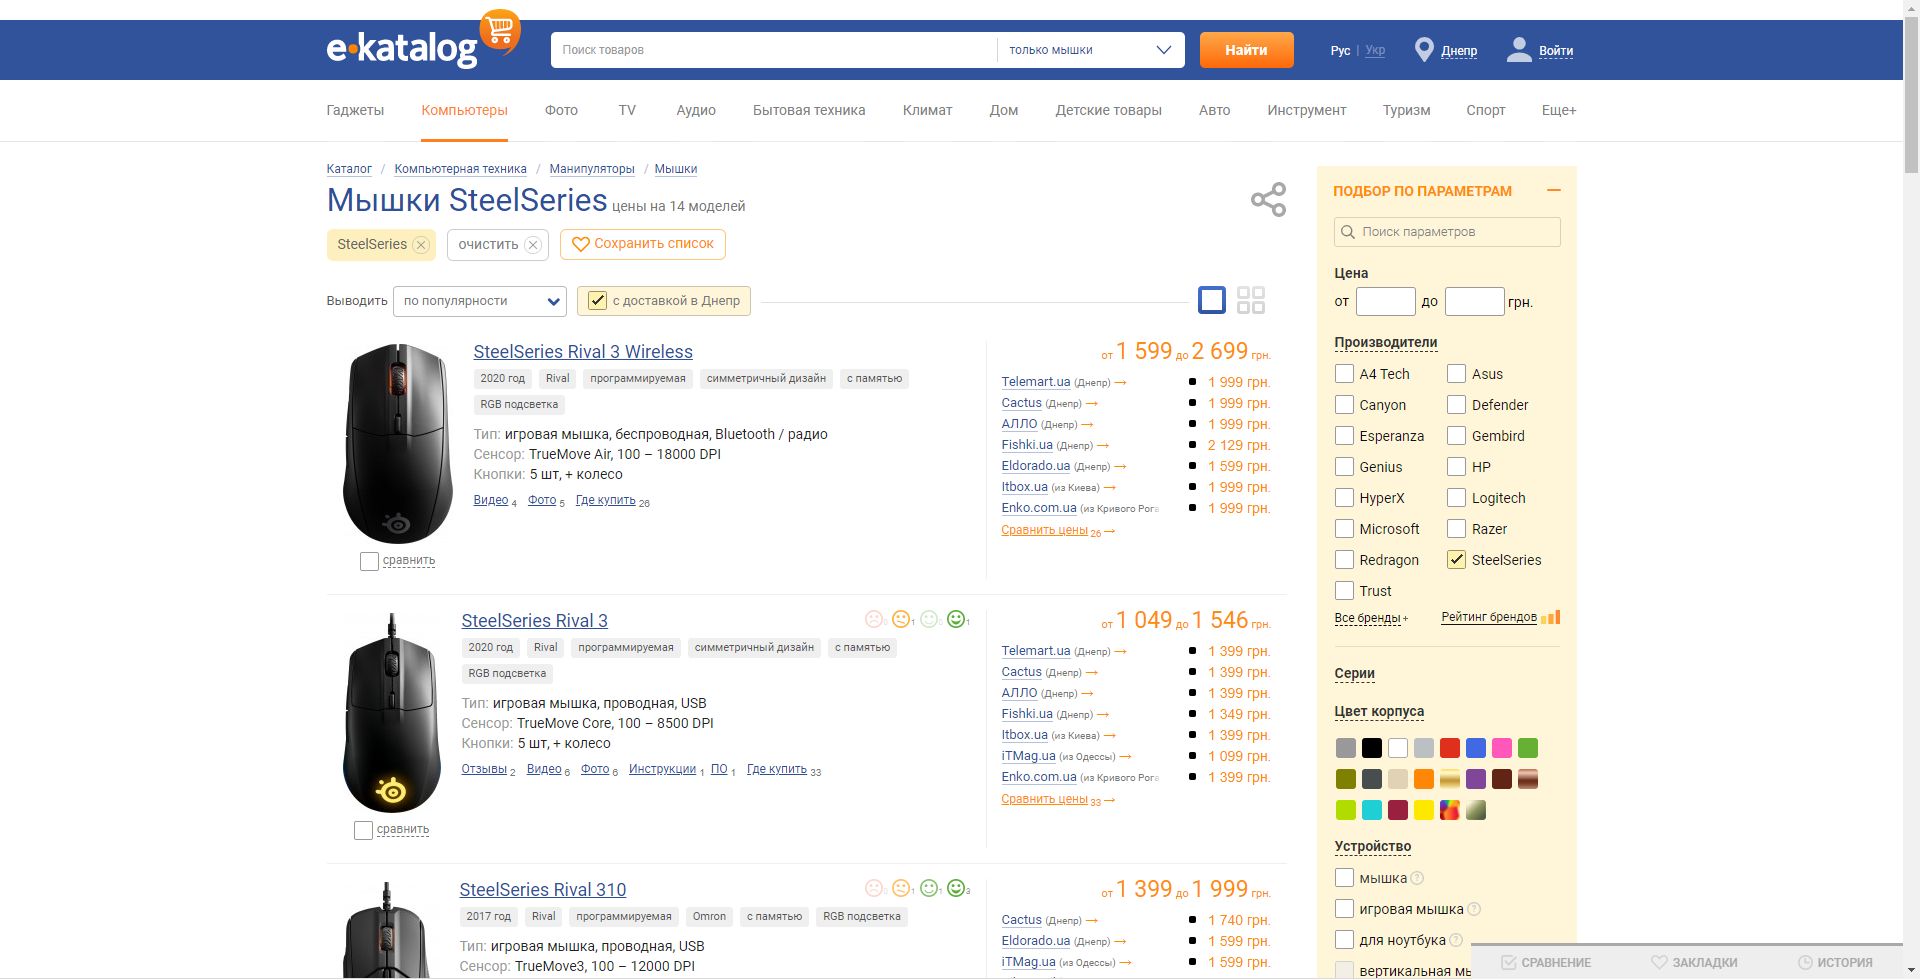 e•katalog
Поиск товаров
только мышки
Найти
Рус | Укр
Днепр
Войти
Гаджеты Компьютеры Фото TV Аудио Бытовая техника Климат Дом Детские товары Авто Инструмент Туризм Спорт Еще+
Каталог / Компьютерная техника / Манипуляторы / Мышки
Мышки SteelSeries цены на 14 моделей
SteelSeries
очистить
Сохранить список
Выводить по популярности с доставкой в Днепр
SteelSeries Rival 3 Wireless
2020 год Rival программируемая симметричный дизайн с памятью
RGB подсветка
Тип: игровая мышка, беспроводная, Bluetooth / радио
Сенсор: TrueMove Air, 100 – 18000 DPI
Кнопки: 5 шт, + колесо
Видео 4 Фото 5 Где купить 26
сравнить
от 1 599 до 2 699 грн.
Telemart.ua (Днепр) → 1 999 грн.
Cactus (Днепр) → 1 999 грн.
АЛЛО (Днепр) → 1 999 грн.
Fishki.ua (Днепр) → 2 129 грн.
Eldorado.ua (Днепр) → 1 599 грн.
Itbox.ua (из Киева) → 1 999 грн.
Enko.com.ua (из Кривого Рога 1 999 грн.
Сравнить цены 26 →
SteelSeries Rival 3
0 1 0 1
2020 год Rival программируемая симметричный дизайн с памятью
RGB подсветка
Тип: игровая мышка, проводная, USB
Сенсор: TrueMove Core, 100 – 8500 DPI
Кнопки: 5 шт, + колесо
Отзывы 2 Видео 6 Фото 6 Инструкции 1 ПО 1 Где купить 33
сравнить
от 1 049 до 1 546 грн.
Telemart.ua (Днепр) → 1 399 грн.
Cactus (Днепр) → 1 399 грн.
АЛЛО (Днепр) → 1 399 грн.
Fishki.ua (Днепр) → 1 349 грн.
Itbox.ua (из Киева) → 1 399 грн.
iTMag.ua (из Одессы) → 1 099 грн.
Enko.com.ua (из Кривого Рога 1 399 грн.
Сравнить цены 33 →
SteelSeries Rival 310
0 1 1 3
2017 год Rival программируемая Omron с памятью RGB подсветка
Тип: игровая мышка, проводная, USB
Сенсор: TrueMove3, 100 – 12000 DPI
от 1 399 до 1 999 грн.
Cactus (Днепр) → 1 740 грн.
Eldorado.ua (Днепр) → 1 599 грн.
iTMag.ua (из Одессы) → 1 599 грн.
ПОДБОР ПО ПАРАМЕТРАМ
Поиск параметров
Цена
от до грн.
Производители
A4 Tech Asus
Canyon Defender
Esperanza Gembird
Genius HP
HyperX Logitech
Microsoft Razer
Redragon SteelSeries
Trust
Все бренды + Рейтинг брендов
Серии
Цвет корпуса
Устройство
мышка ?
игровая мышка ?
для ноутбука ?
вертикальная мы
СРАВНЕНИЕ ЗАКЛАДКИ ИСТОРИЯ